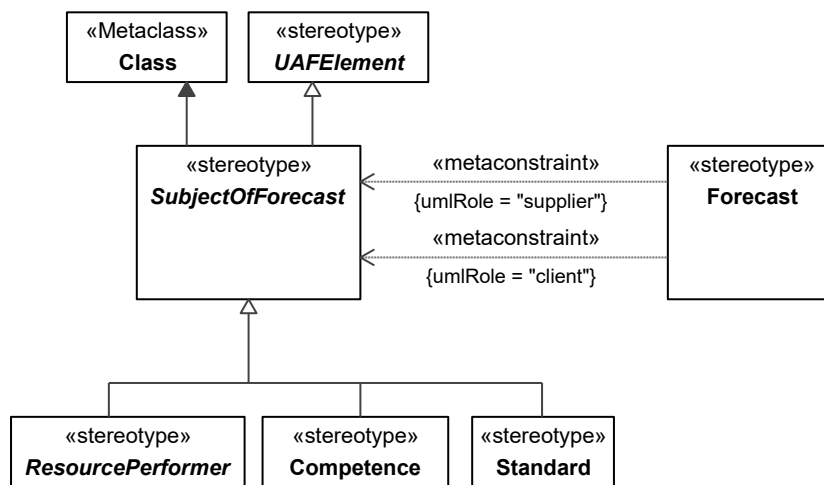 «Metaclass»
Class
«stereotype»
UAFElement
«stereotype»
SubjectOfForecast
«metaconstraint»
{umlRole = "supplier"}
«metaconstraint»
{umlRole = "client"}
«stereotype»
Forecast
«stereotype»
ResourcePerformer
«stereotype»
Competence
«stereotype»
Standard